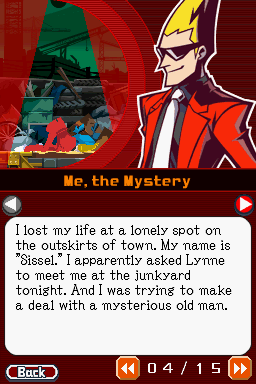 Me, the Mystery
I lost my life at a lonely spot on
the outskirts of town. My name is
"Sissel." I apparently asked Lynne
to meet me at the junkyard
tonight. And I was trying to make
a deal with a mysterious old man.
Back
04/15